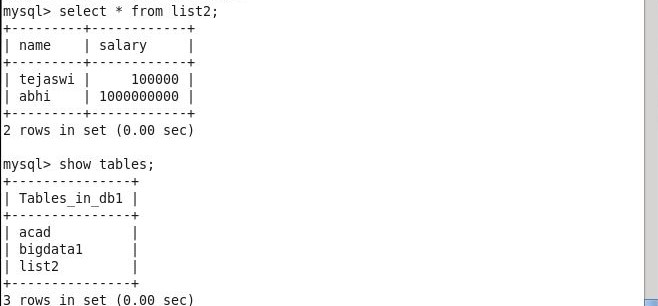 mysql> select * from list2;
+---------+------------+
| name    | salary     |
+---------+------------+
| tejaswi |     100000 |
| abhi    | 1000000000 |
+---------+------------+
2 rows in set (0.00 sec)

mysql> show tables;
+---------------+
| Tables_in_db1 |
+---------------+
| acad          |
| bigdata1      |
| list2         |
+---------------+
3 rows in set (0.00 sec)